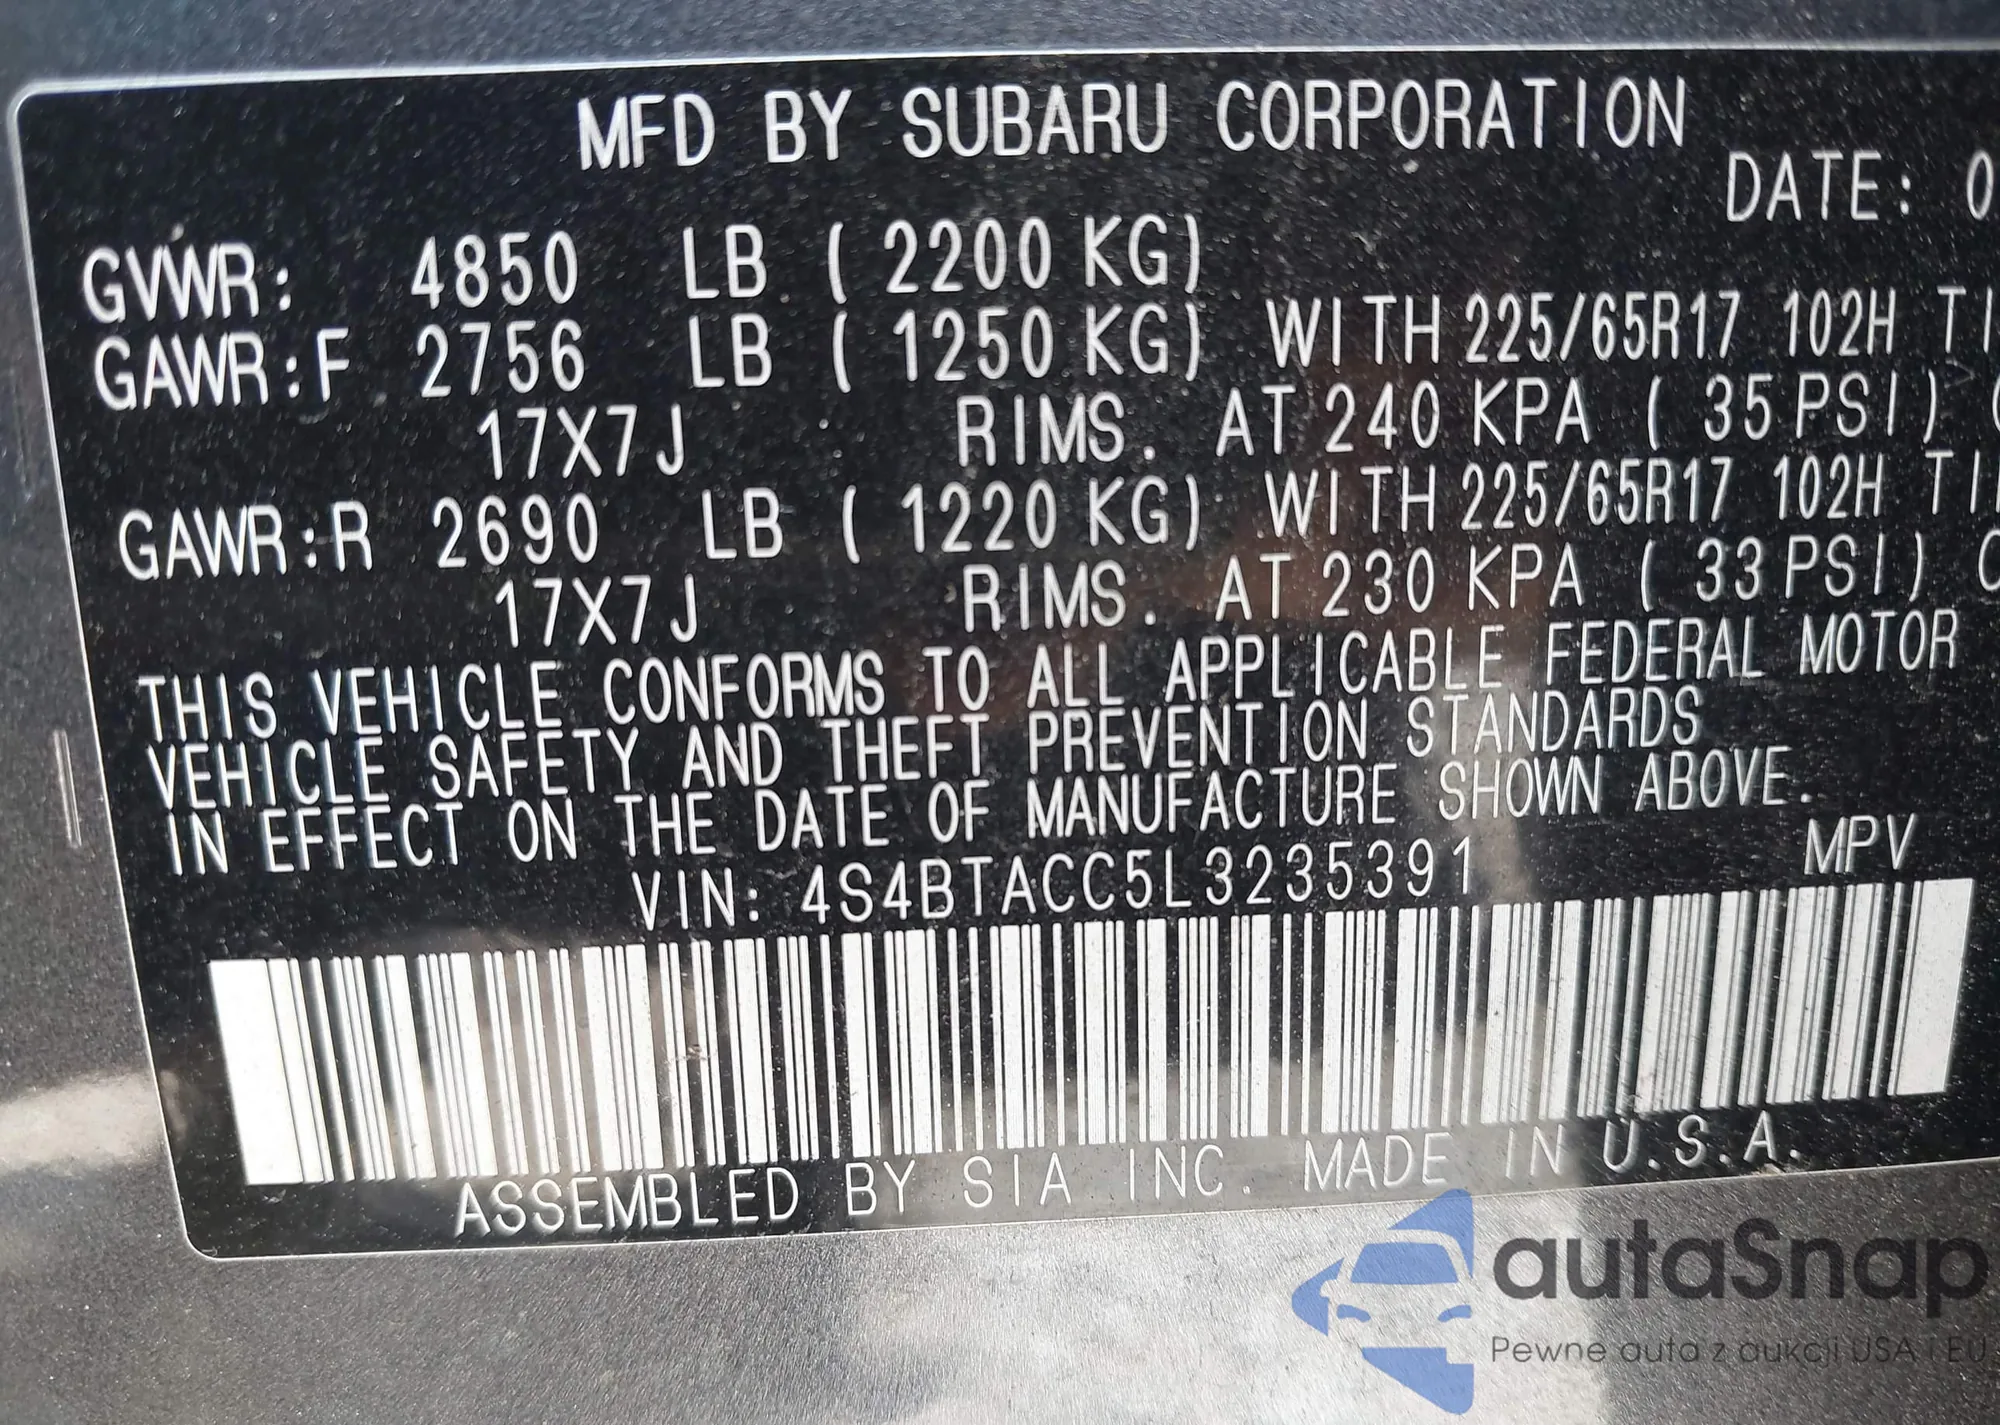 MFD BY SUBARU CORPORATION
DATE: 0
GVWR: 4850 LB ( 2200 KG)
GAWR:F 2756 LB ( 1250 KG) WITH 225/65R17 102H
17X7J RIMS. AT 240 KPA ( 35 PSI)
GAWR:R 2690 LB ( 1220 KG) WITH 225/65R17 102H
17X7J RIMS. AT 230 KPA ( 33 PSI)
THIS VEHICLE CONFORMS TO ALL APPLICABLE FEDERAL MOTOR
VEHICLE SAFETY AND THEFT PREVENTION STANDARDS
IN EFFECT ON THE DATE OF MANUFACTURE SHOWN ABOVE.
VIN: 4S4BTACC5L3235391 MPV
ASSEMBLED BY SIA INC. MADE IN U.S.A.
autaSnap
Pewne auta z aukcji USA i EU